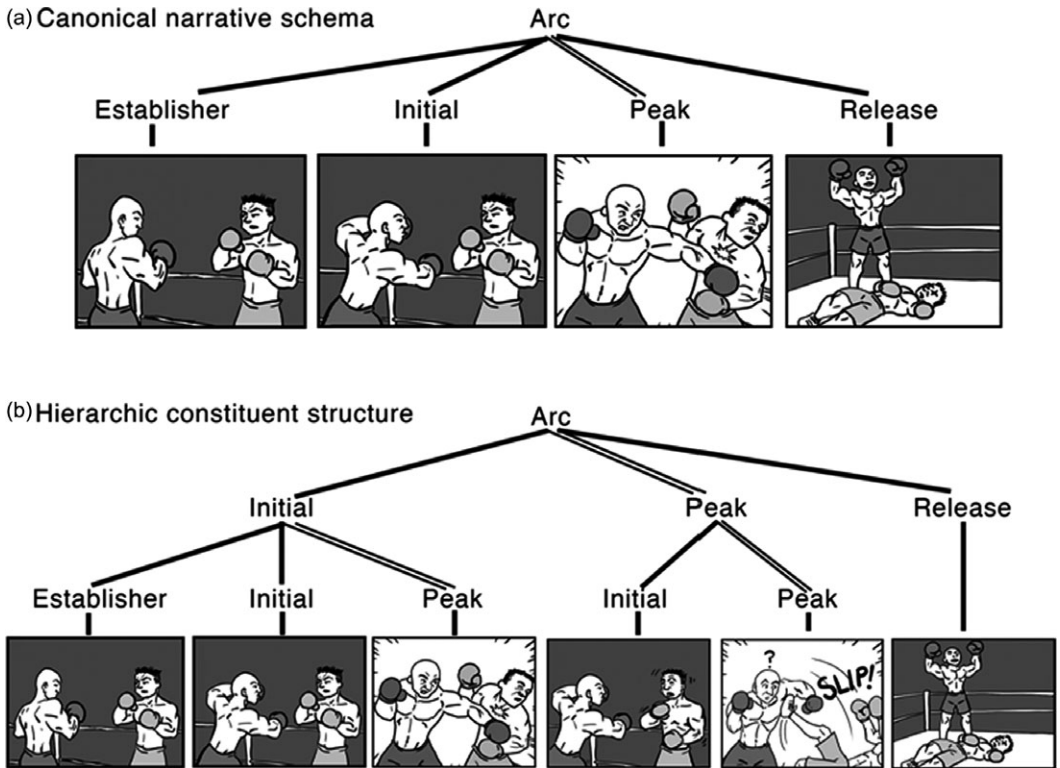 (a) Canonical narrative schema
Arc
Establisher Initial Peak Release
(b) Hierarchic constituent structure
Arc
Initial Peak Release
Establisher Initial Peak Initial Peak
?
SLIP!